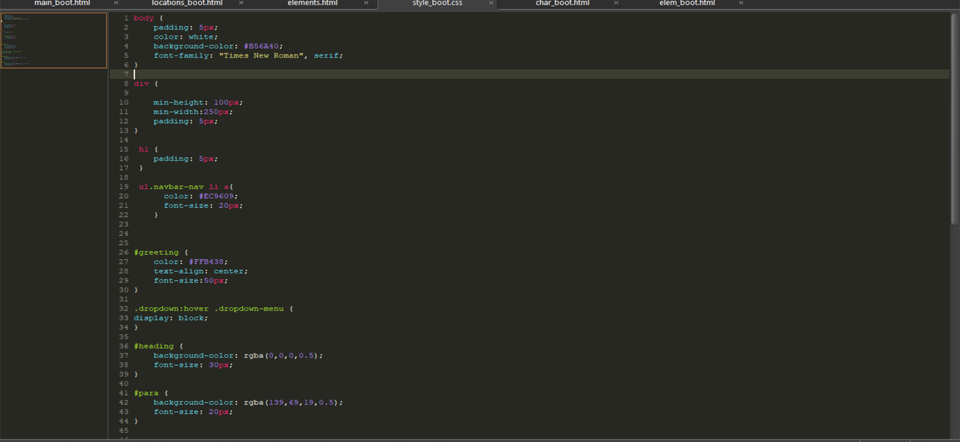 main_boot.html × locations_boot.html × elements.html × style_boot.css × char_boot.html × elem_boot.html ×
1 body {
2 padding: 5px;
3 color: white;
4 background-color: #B56A40;
5 font-family: "Times New Roman", serif;
6 }
7
8 div {
9
10 min-height: 100px;
11 min-width:250px;
12 padding: 5px;
13 }
14
15 h1 {
16 padding: 5px;
17 }
18
19 ul.navbar-nav li a{
20 color: #EC9609;
21 font-size: 20px;
22 }
23
24
25
26 #greeting {
27 color: #FFB438;
28 text-align: center;
29 font-size:50px;
30 }
31
32 .dropdown:hover .dropdown-menu {
33 display: block;
34 }
35
36 #heading {
37 background-color: rgba(0,0,0,0.5);
38 font-size: 30px;
39 }
40
41 #para {
42 background-color: rgba(139,69,19,0.5);
43 font-size: 20px;
44 }
45